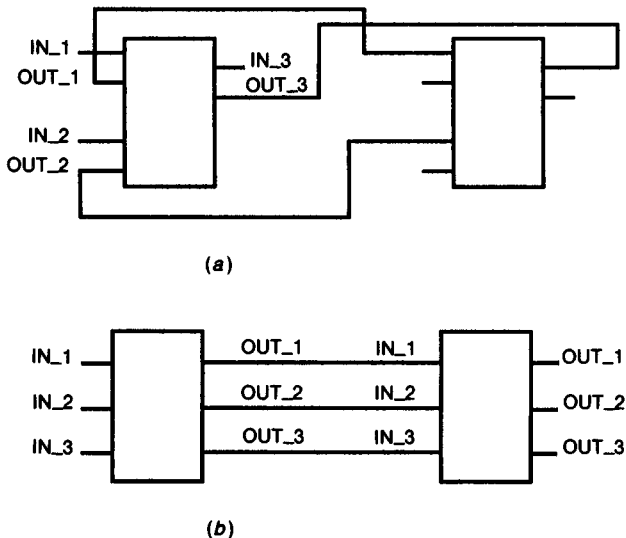 IN_1
OUT_1
IN_3
OUT_3
IN_2
OUT_2
(a)
IN_1 OUT_1 IN_1 OUT_1
IN_2 OUT_2 IN_2 OUT_2
IN_3 OUT_3 IN_3 OUT_3
(b)